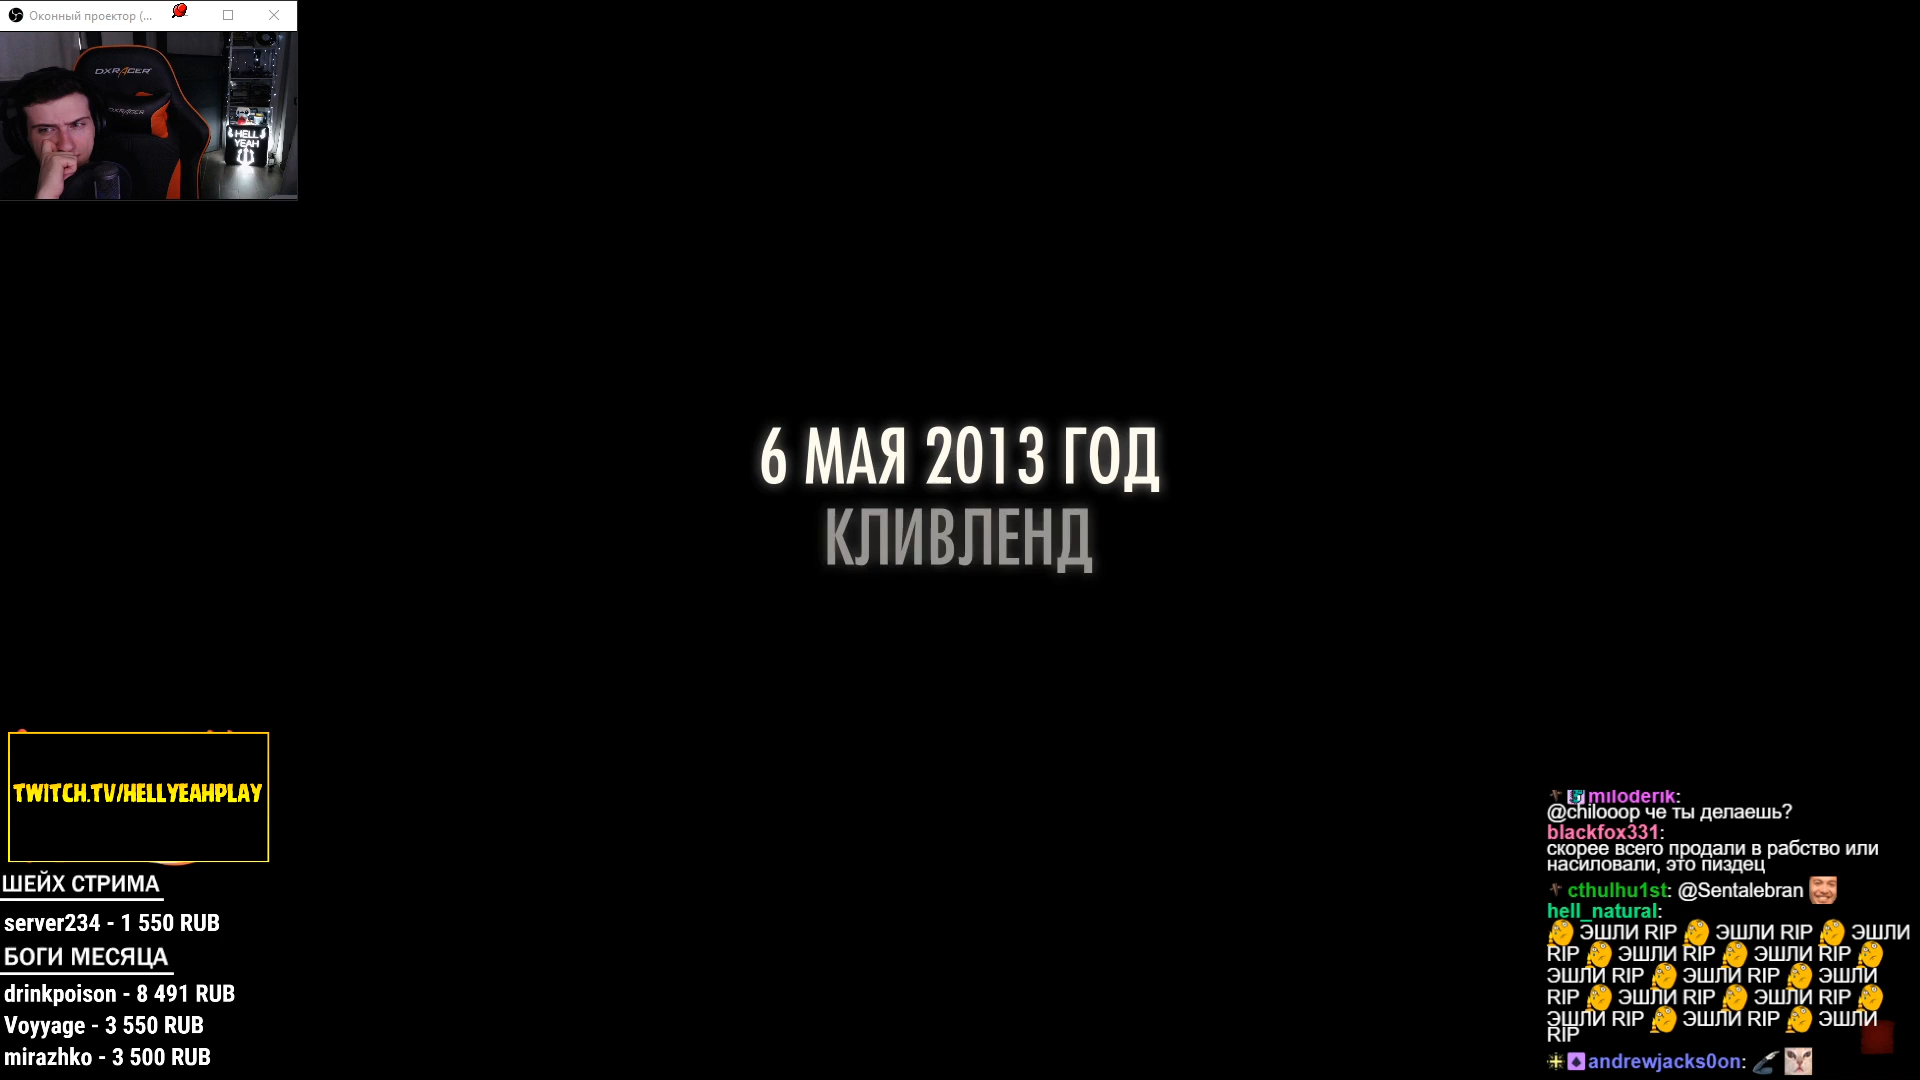 Оконный проектор (...
DXRACER
DXRACER
HELL
YEAH
6 МАЯ 2013 ГОД
КЛИВЛЕНД
TWITCH.TV/HELLYEAHPLAY
ШЕЙХ СТРИМА
server234 - 1 550 RUB
БОГИ МЕСЯЦА
drinkpoison - 8 491 RUB
Voyyage - 3 550 RUB
mirazhko - 3 500 RUB
miloderik:
@chilooop че ты делаешь?
blackfox331:
скорее всего продали в рабство или
насиловали, это пиздец
cthulhu1st: @Sentalebran
hell_natural:
ЭШЛИ RIP ЭШЛИ RIP ЭШЛИ
RIP ЭШЛИ RIP ЭШЛИ RIP
ЭШЛИ RIP ЭШЛИ RIP ЭШЛИ
RIP ЭШЛИ RIP ЭШЛИ RIP
ЭШЛИ RIP ЭШЛИ RIP ЭШЛИ
RIP
andrewjacks0on: